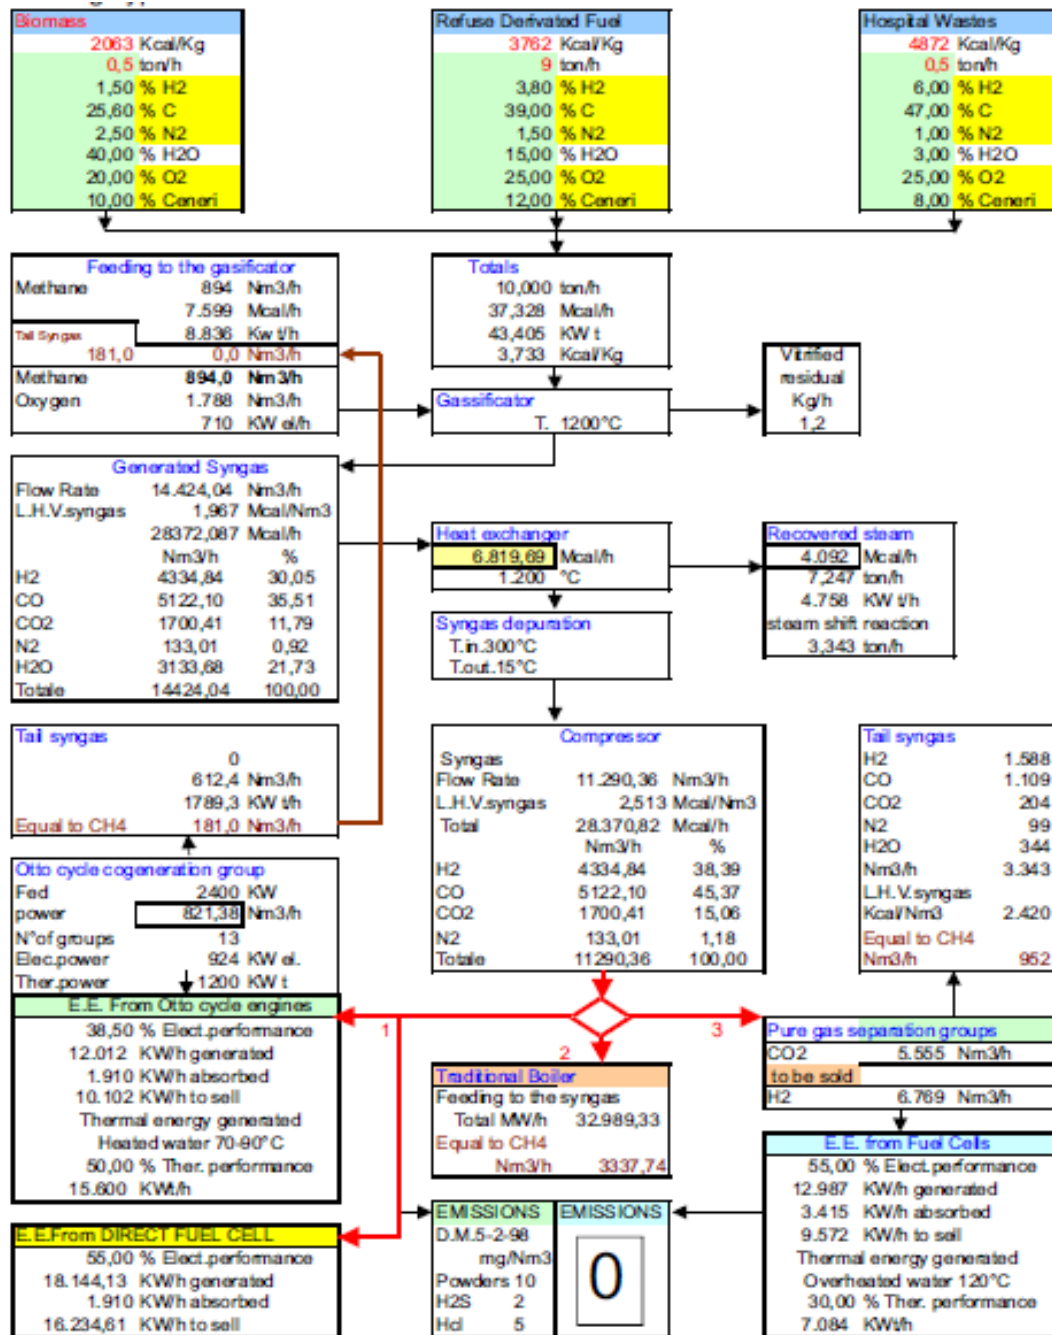 Biomass
2063 Kcal/Kg
0,5 ton/h
1,50 % H2
25,60 % C
2,50 % N2
40,00 % H2O
20,00 % O2
10,00 % Ceneri
Refuse Derivated Fuel
3762 Kcal/Kg
9 ton/h
3,80 % H2
39,00 % C
1,50 % N2
15,00 % H2O
25,00 % O2
12,00 % Ceneri
Hospital Wastes
4872 Kcal/Kg
0,5 ton/h
6,00 % H2
47,00 % C
1,00 % N2
3,00 % H2O
25,00 % O2
8,00 % Ceneri
Feeding to the gasificator
Methane 894 Nm3/h
7.599 Mcal/h
Tail Syngas 8.836 Kw t/h
181,0 0,0 Nm3/h
Methane 894,0 Nm3/h
Oxygen 1.788 Nm3/h
710 KW el/h
Totals
10,000 ton/h
37,328 Mcal/h
43,405 KW t
3,733 Kcal/Kg
Gassificator
T. 1200°C
Vitrified
residual
Kg/h
1,2
Generated Syngas
Flow Rate 14.424,04 Nm3/h
L.H.V.syngas 1,967 Mcal/Nm3
28372,087 Mcal/h
Nm3/h %
H2 4334,84 30,05
CO 5122,10 35,51
CO2 1700,41 11,79
N2 133,01 0,92
H2O 3133,68 21,73
Totale 14424,04 100,00
Heat exchanger
6.819,69 Mcal/h
1.200 °C
Recovered steam
4.092 Mcal/h
7,247 ton/h
4.758 KW t/h
steam shift reaction
3,343 ton/h
Syngas depuration
T.in.300°C
T.out.15°C
Tail syngas
0
612,4 Nm3/h
1789,3 KW t/h
Equal to CH4 181,0 Nm3/h
Compressor
Syngas
Flow Rate 11.290,36 Nm3/h
L.H.V.syngas 2,513 Mcal/Nm3
Total 28.370,82 Mcal/h
Nm3/h %
H2 4334,84 38,39
CO 5122,10 45,37
CO2 1700,41 15,06
N2 133,01 1,18
Totale 11290,36 100,00
Tail syngas
H2 1.588
CO 1.109
CO2 204
N2 99
H2O 344
Nm3/h 3.343
L.H.V.syngas
Kcal/Nm3 2.420
Equal to CH4
Nm3/h 952
Otto cycle cogeneration group
Fed 2400 KW
power 821,38 Nm3/h
N°of groups 13
Elec.power 924 KW el.
Ther.power 1200 KW t
E.E. From Otto cycle engines
38,50 % Elect.performance
12.012 KW/h generated
1.910 KW/h absorbed
10.102 KW/h to sell
Thermal energy generated
Heated water 70-90°C
50,00 % Ther. performance
15.600 KWt/h
1
2
3
Traditional Boiler
Feeding to the syngas
Total MW/h 32.989,33
Equal to CH4
Nm3/h 3337,74
Pure gas separation groups
CO2 5.555 Nm3/h
to be sold
H2 6.769 Nm3/h
E.E. from Fuel Cells
55,00 % Elect.performance
12.987 KW/h generated
3.415 KW/h absorbed
9.572 KW/h to sell
Thermal energy generated
Overheated water 120°C
30,00 % Ther. performance
7.084 KWt/h
E.E.From DIRECT FUEL CELL
55,00 % Elect.performance
18.144,13 KW/h generated
1.910 KW/h absorbed
16.234,61 KW/h to sell
EMISSIONS
D.M.5-2-98
mg/Nm3
Powders 10
H2S 2
Hcl 5
EMISSIONS
0